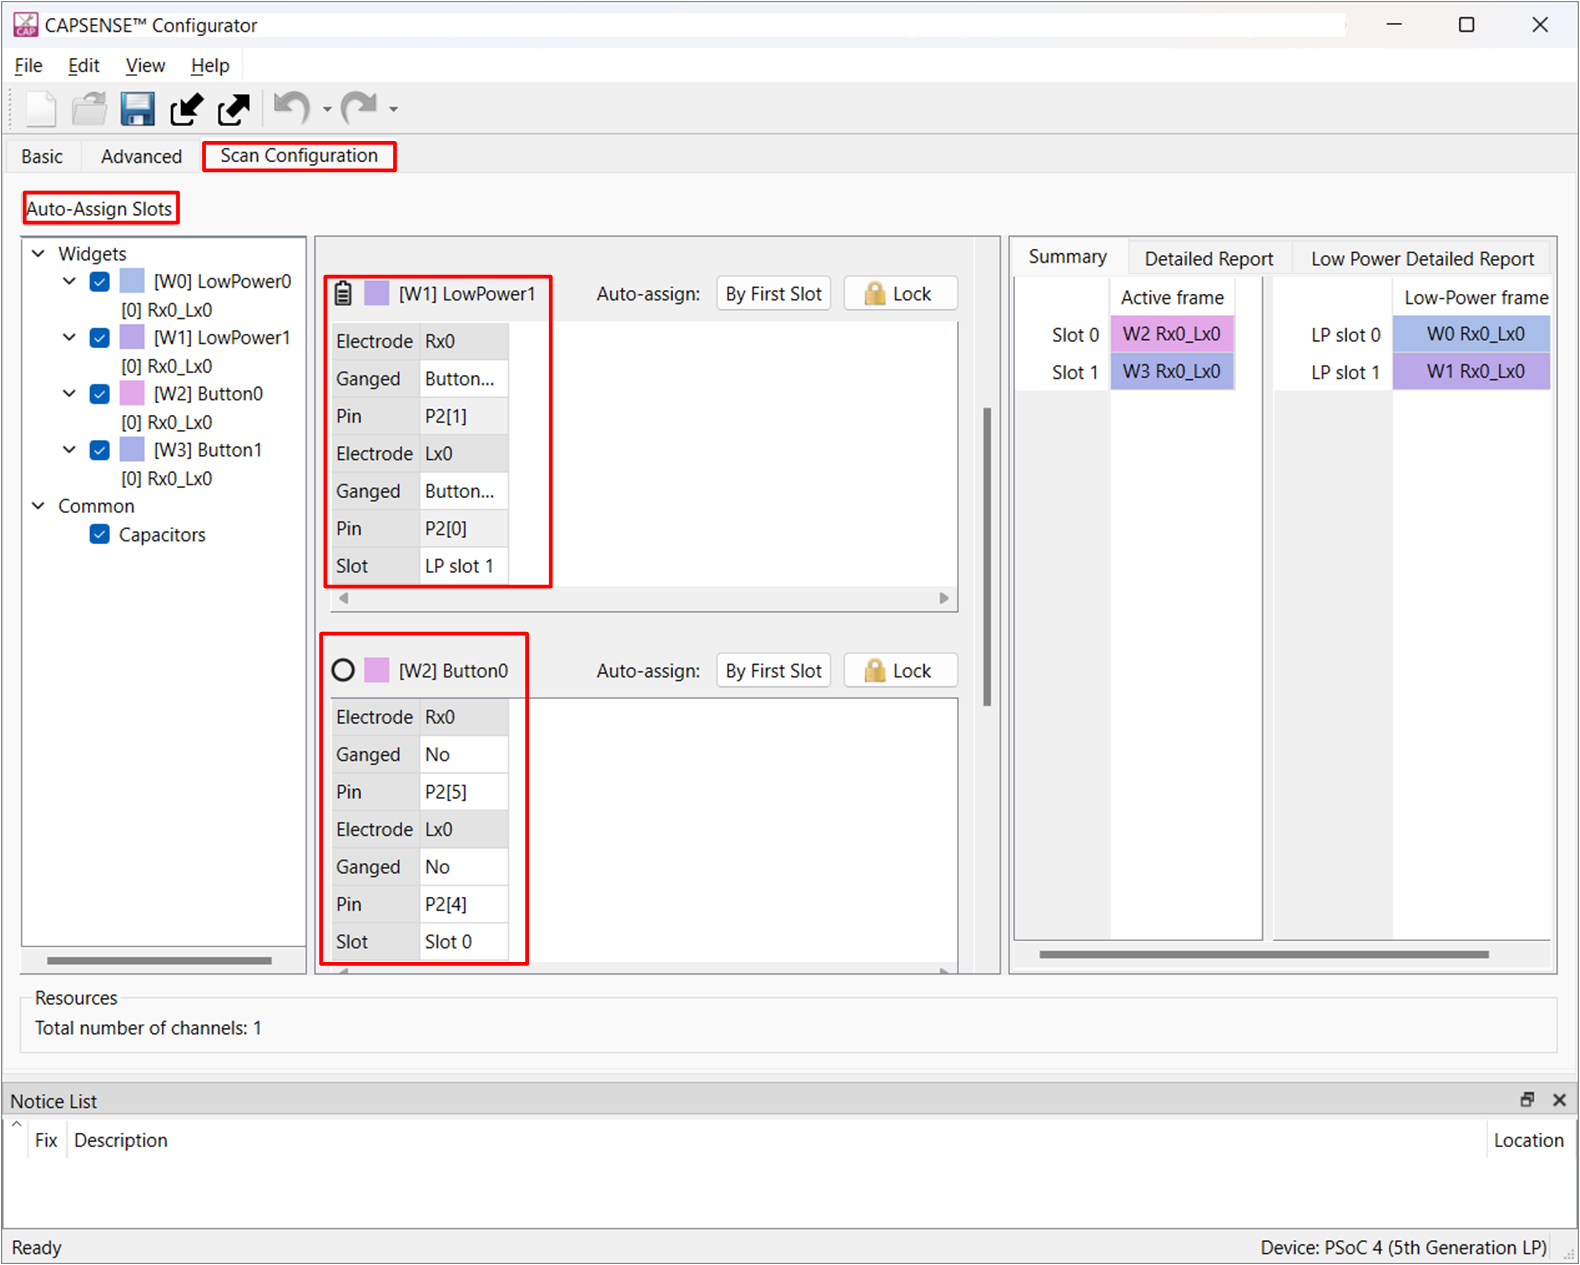 CAPSENSE™ Configurator
File Edit View Help
Basic Advanced Scan Configuration
Auto-Assign Slots
Widgets
[W0] LowPower0
[0] Rx0_Lx0
[W1] LowPower1
[0] Rx0_Lx0
[W2] Button0
[0] Rx0_Lx0
[W3] Button1
[0] Rx0_Lx0
Common
Capacitors
[W1] LowPower1 Auto-assign: By First Slot Lock
Electrode Rx0
Ganged Button...
Pin P2[1]
Electrode Lx0
Ganged Button...
Pin P2[0]
Slot LP slot 1
[W2] Button0 Auto-assign: By First Slot Lock
Electrode Rx0
Ganged No
Pin P2[5]
Electrode Lx0
Ganged No
Pin P2[4]
Slot Slot 0
Summary Detailed Report Low Power Detailed Report
Active frame Low-Power frame
Slot 0 W2 Rx0_Lx0 LP slot 0 W0 Rx0_Lx0
Slot 1 W3 Rx0_Lx0 LP slot 1 W1 Rx0_Lx0
Resources
Total number of channels: 1
Notice List
Fix Description Location
Ready Device: PSoC 4 (5th Generation LP)